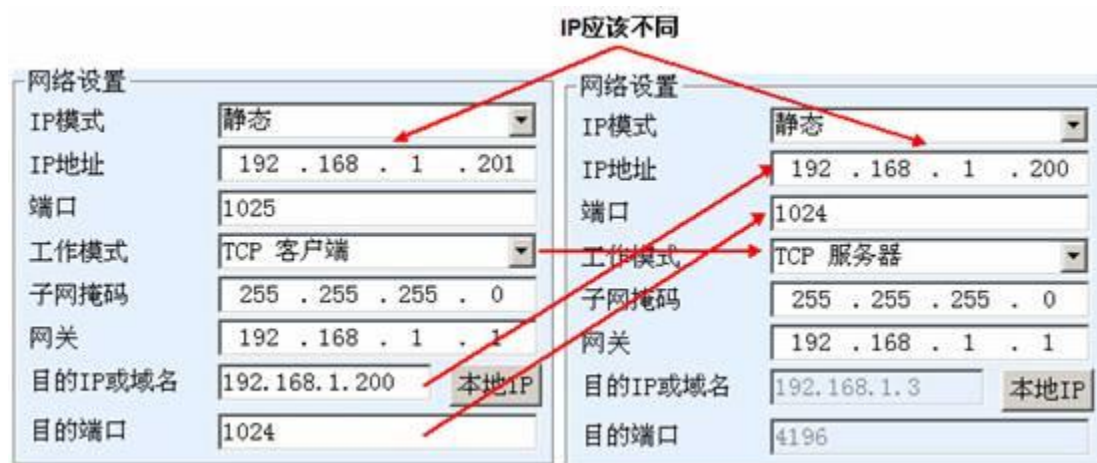 IP应该不同
网络设置
IP模式 静态
IP地址 192 . 168 . 1 . 201
端口 1025
工作模式 TCP 客户端
子网掩码 255 . 255 . 255 . 0
网关 192 . 168 . 1 . 1
目的IP或域名 192.168.1.200 本地IP
目的端口 1024
网络设置
IP模式 静态
IP地址 192 . 168 . 1 . 200
端口 1024
工作模式 TCP 服务器
子网掩码 255 . 255 . 255 . 0
网关 192 . 168 . 1 . 1
目的IP或域名 192.168.1.3 本地IP
目的端口 4196